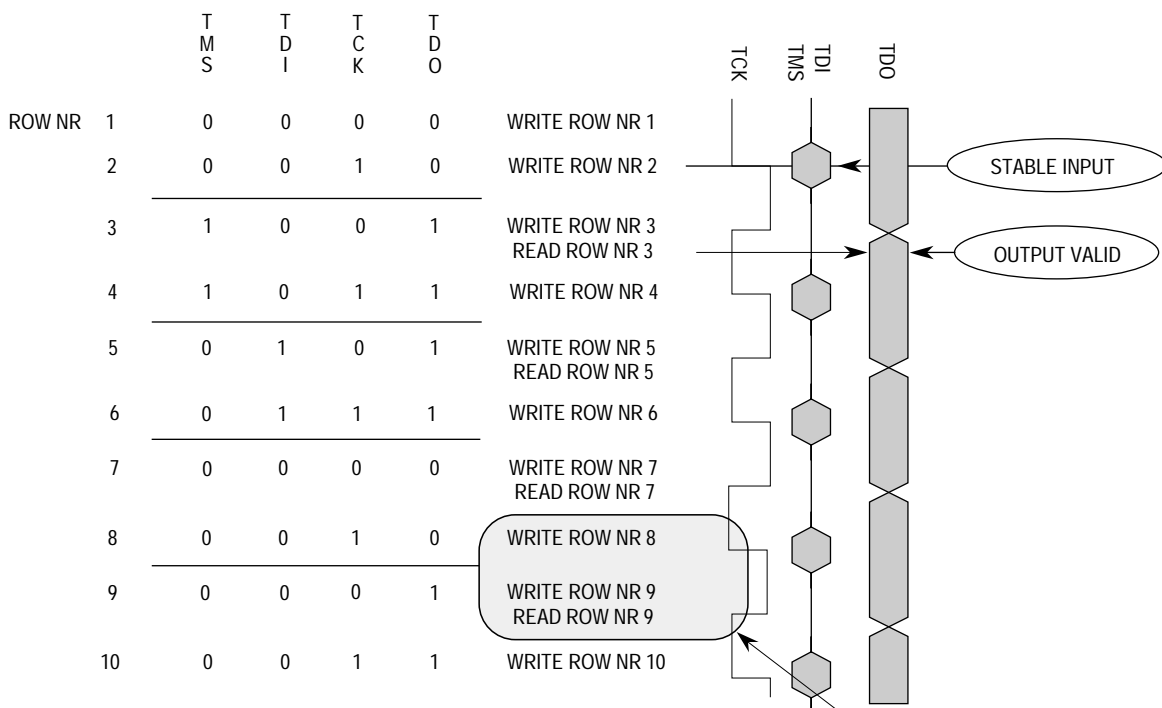 TMS TDI TCK TDO
TCK TMS TDI TDO
ROW NR 1 0 0 0 0 WRITE ROW NR 1
2 0 0 1 0 WRITE ROW NR 2 STABLE INPUT
3 1 0 0 1 WRITE ROW NR 3
READ ROW NR 3 OUTPUT VALID
4 1 0 1 1 WRITE ROW NR 4
5 0 1 0 1 WRITE ROW NR 5
READ ROW NR 5
6 0 1 1 1 WRITE ROW NR 6
7 0 0 0 0 WRITE ROW NR 7
READ ROW NR 7
8 0 0 1 0 WRITE ROW NR 8
9 0 0 0 1 WRITE ROW NR 9
READ ROW NR 9
10 0 0 1 1 WRITE ROW NR 10